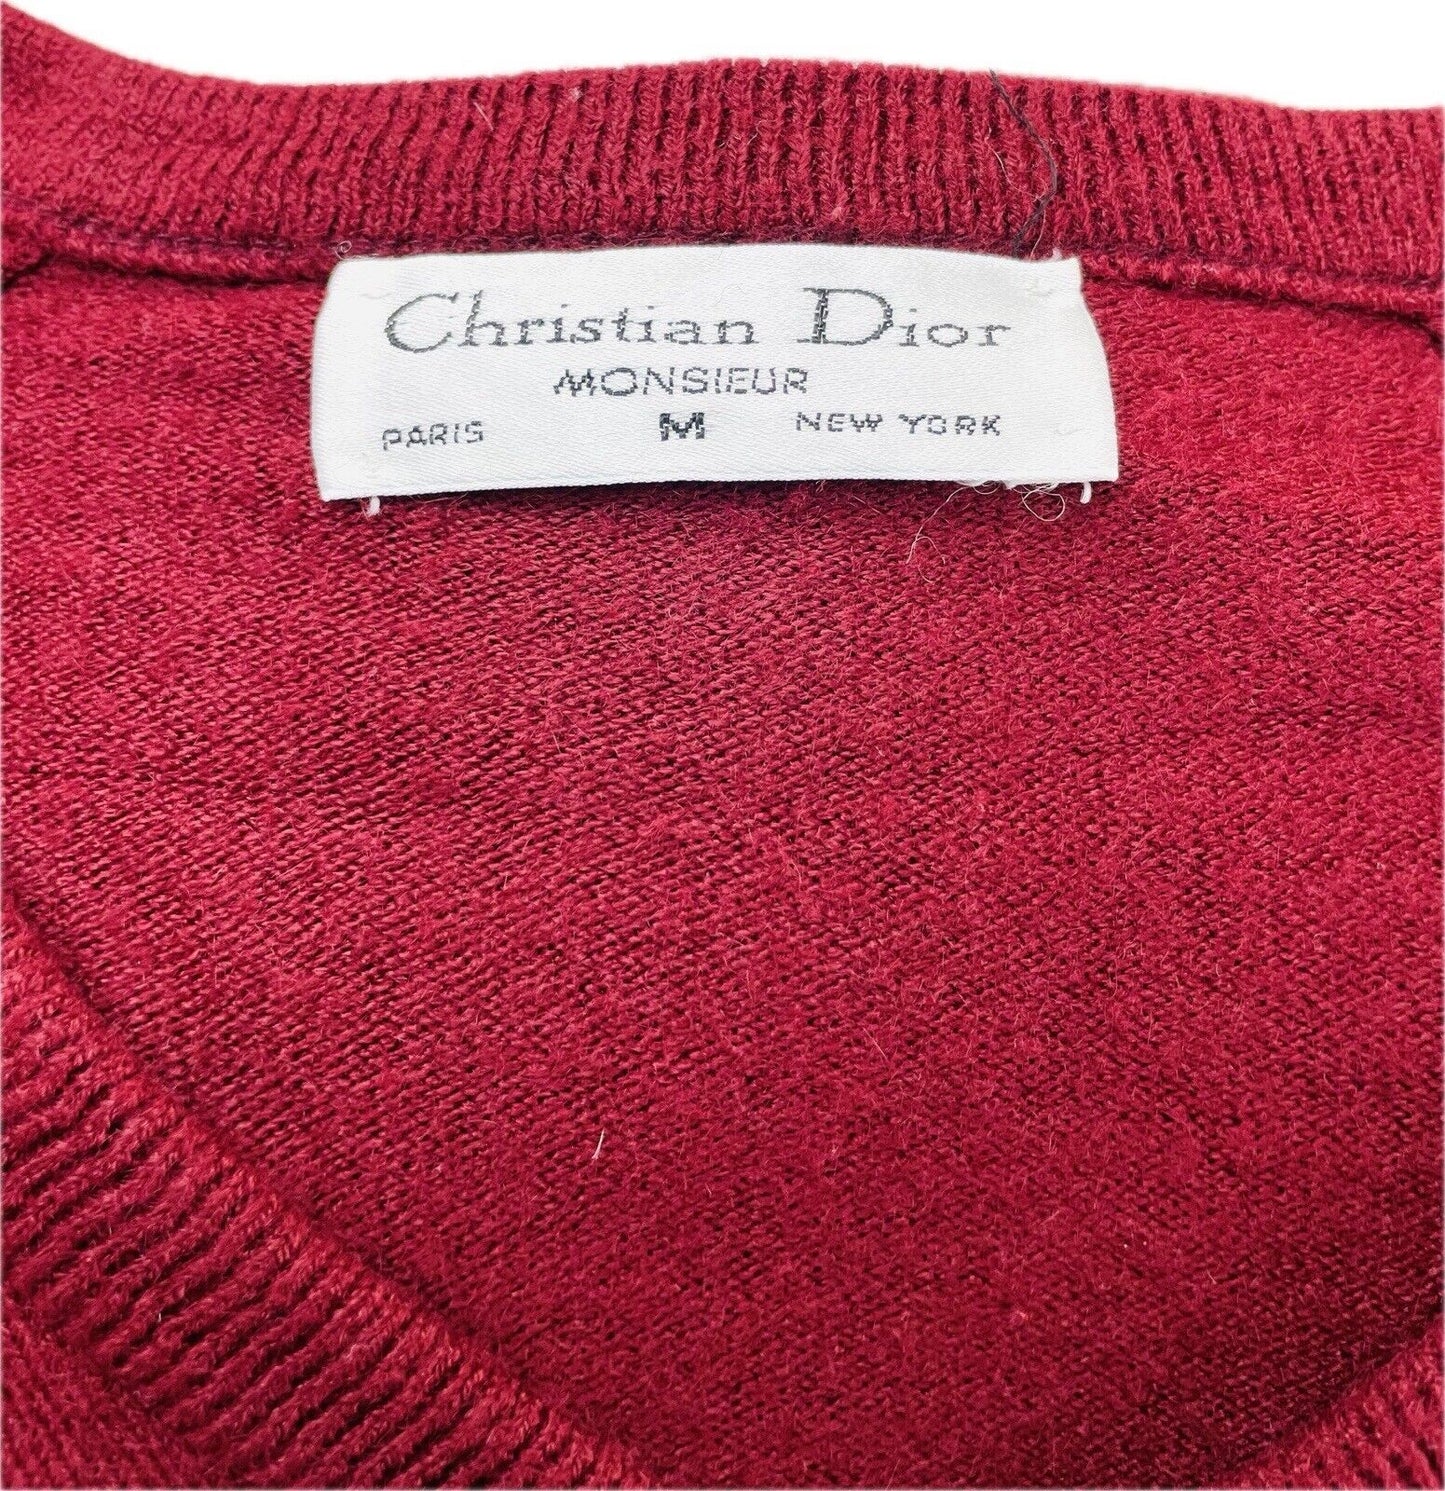 Christian Dior
MONSIEUR
PARIS M NEW YORK